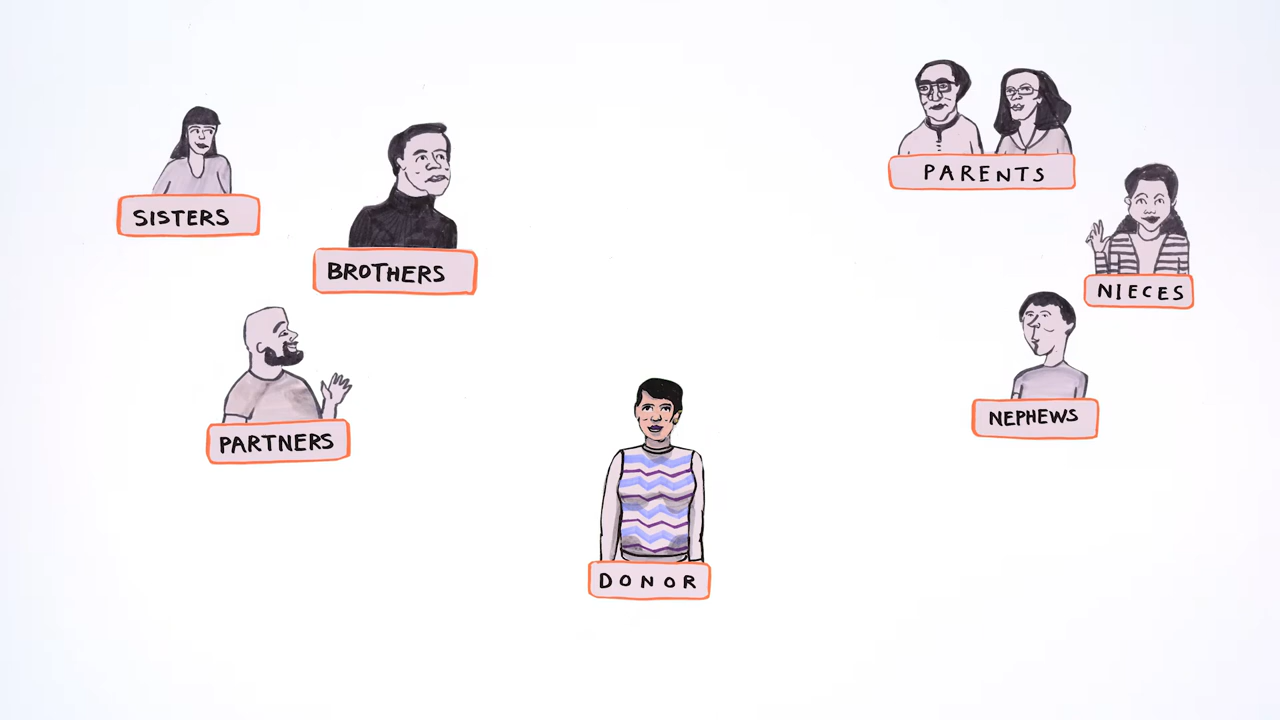 SISTERS
BROTHERS
PARTNERS
DONOR
PARENTS
NIECES
NEPHEWS